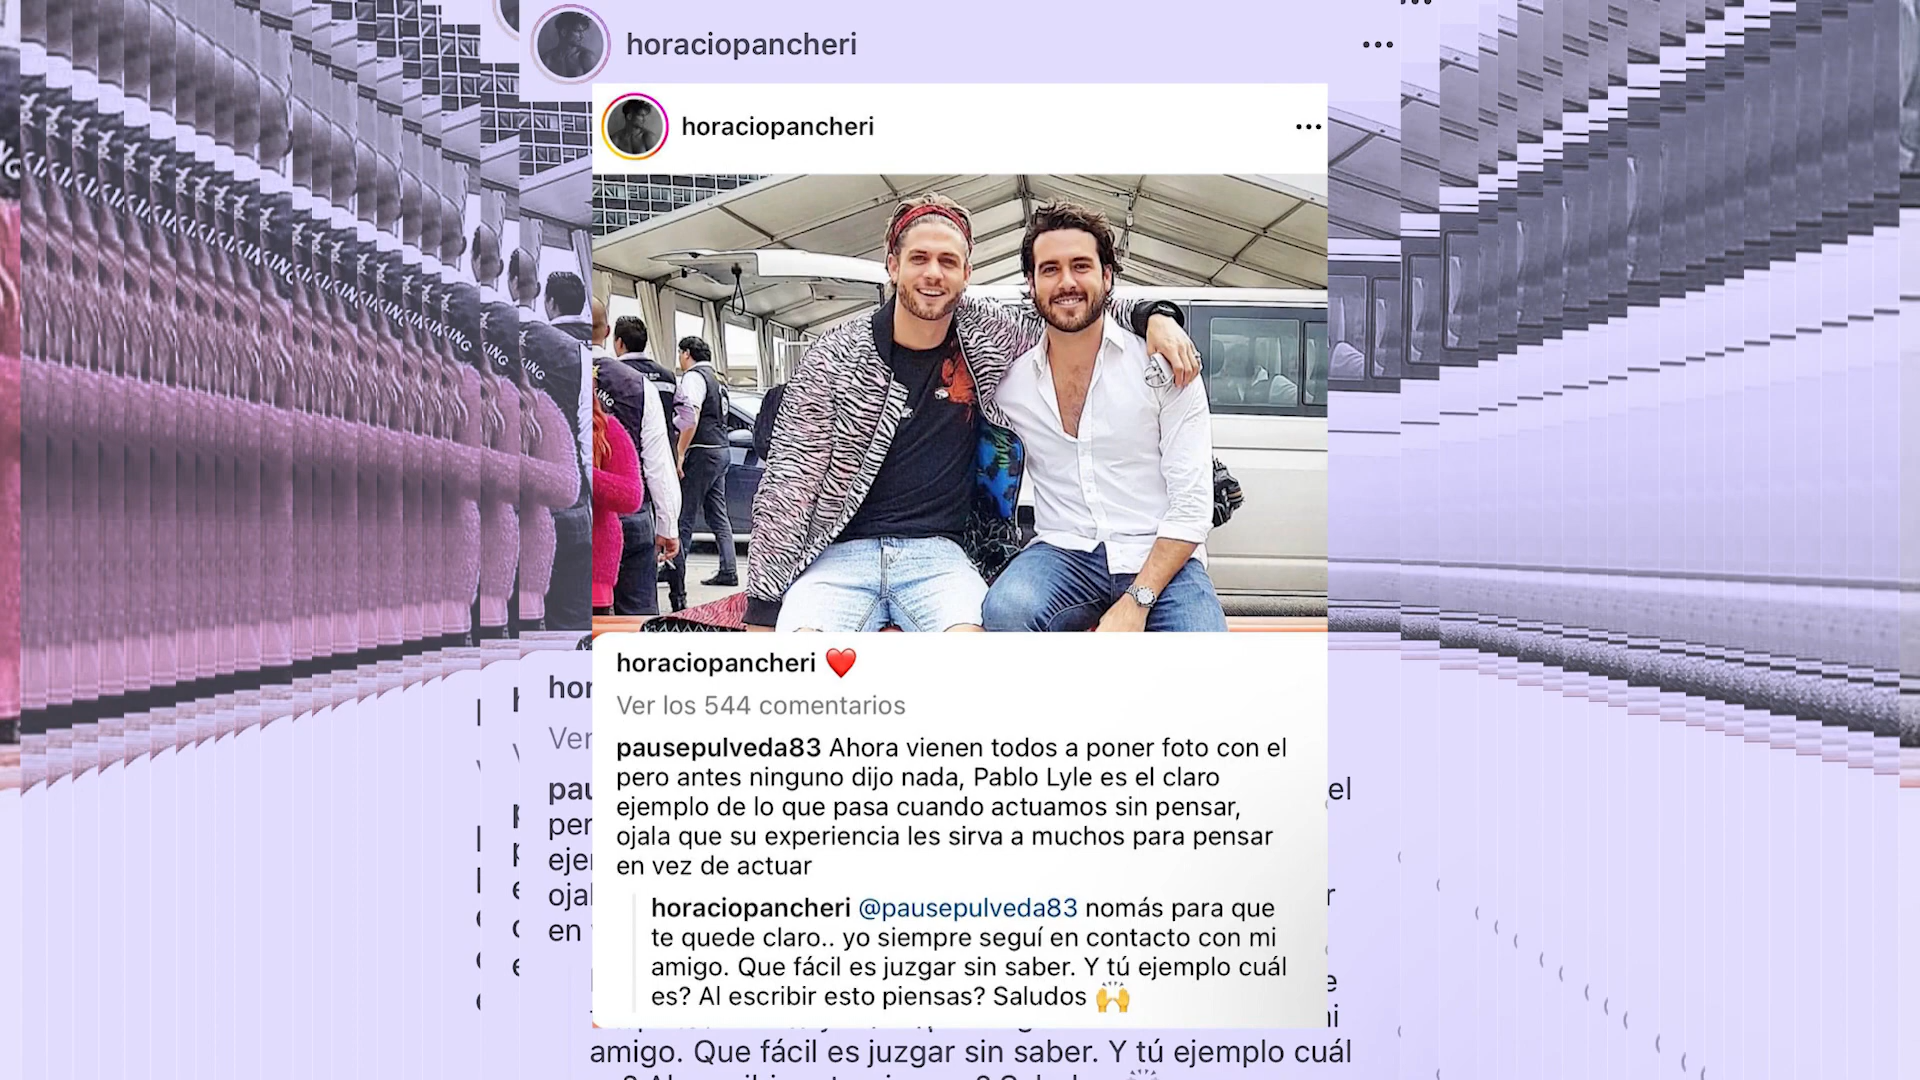 horaciopancheri
horaciopancheri
KING
horaciopancheri ❤️
Ver los 544 comentarios
pausepulveda83 Ahora vienen todos a poner foto con el
pero antes ninguno dijo nada, Pablo Lyle es el claro
ejemplo de lo que pasa cuando actuamos sin pensar,
ojala que su experiencia les sirva a muchos para pensar
en vez de actuar
horaciopancheri @pausepulveda83 nomás para que
te quede claro.. yo siempre seguí en contacto con mi
amigo. Que fácil es juzgar sin saber. Y tú ejemplo cuál
es? Al escribir esto piensas? Saludos 🙌
amigo. Que fácil es juzgar sin saber. Y tú ejemplo cuál